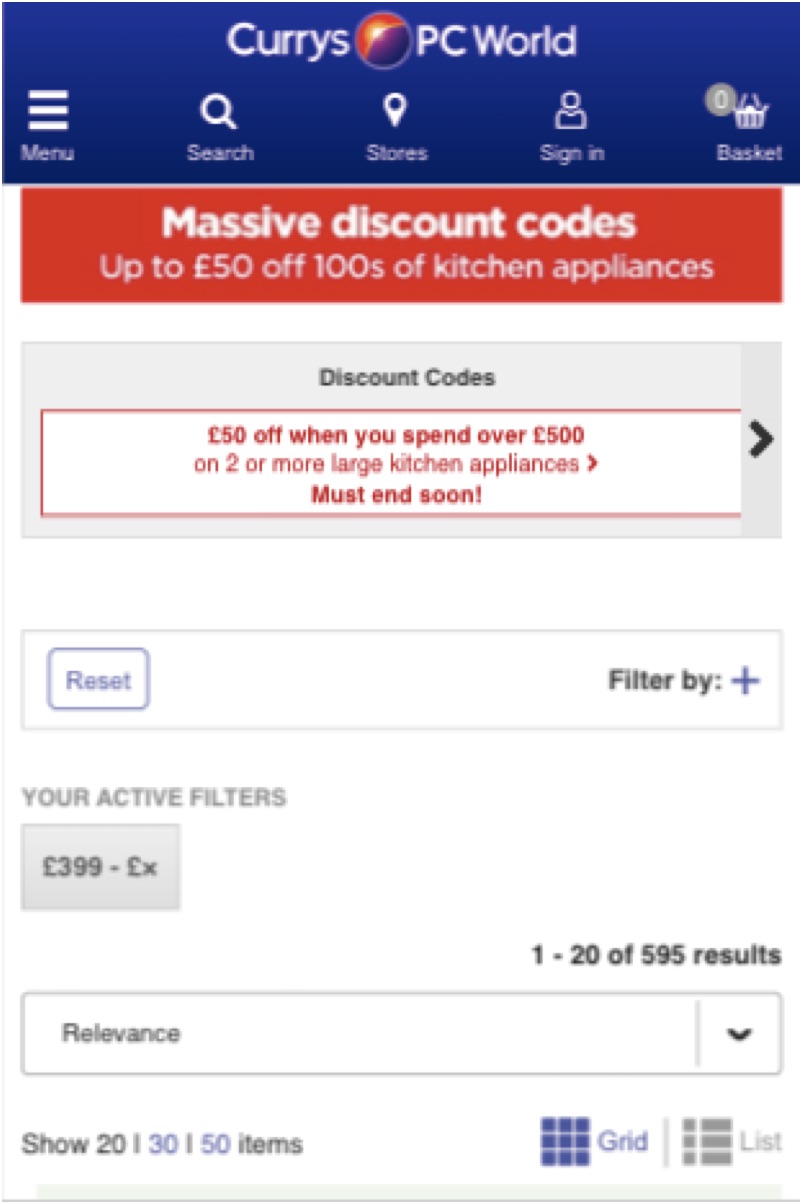 Currys PC World
Menu Search Stores Sign in 0 Basket
Massive discount codes
Up to £50 off 100s of kitchen appliances
Discount Codes
£50 off when you spend over £500
on 2 or more large kitchen appliances
Must end soon!
Reset Filter by: +
YOUR ACTIVE FILTERS
£399 - £x
1 - 20 of 595 results
Relevance
Show 20 | 30 | 50 items Grid | List